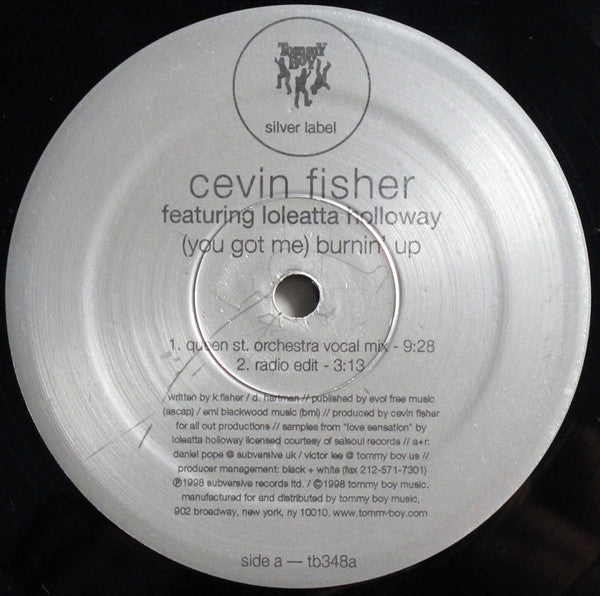 Tommy
Boy
silver label
cevin fisher
featuring loleatta holloway
(you got me) burnin' up
1. queen st. orchestra vocal mix - 9:28
2. radio edit - 3:13
written by k.fisher / d. hartman // published by evol free music
(ascap) / emi blackwood music (bmi) // produced by cevin fisher
for all out productions // samples from "love sensation" by
loleatta holloway licensed courtesy of salsoul records // a+r:
daniel pope @ subversive uk / victor lee @ tommy boy us //
producer management: black + white (fax 212-571-7301)
℗1998 subversive records ltd. / ©1998 tommy boy music.
manufactured for and distributed by tommy boy music,
902 broadway, new york, ny 10010. www.tommyboy.com
side a — tb348a